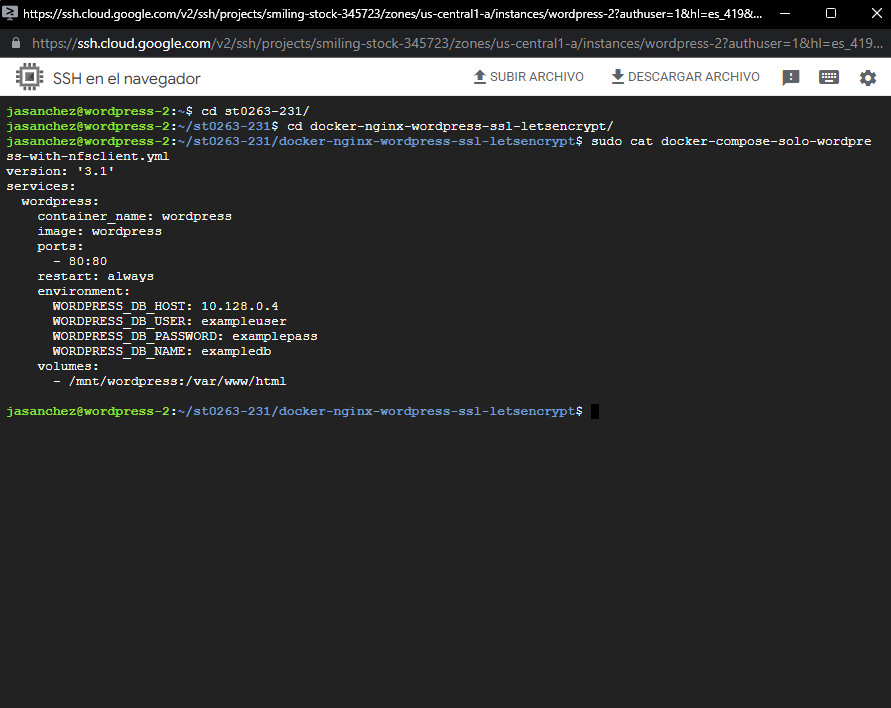 https://ssh.cloud.google.com/v2/ssh/projects/smiling-stock-345723/zones/us-central1-a/instances/wordpress-2?authuser=1&hl=es_419&...
https://ssh.cloud.google.com/v2/ssh/projects/smiling-stock-345723/zones/us-central1-a/instances/wordpress-2?authuser=1&hl=es_419...
SSH en el navegador
SUBIR ARCHIVO
DESCARGAR ARCHIVO
jasanchez@wordpress-2:~$ cd st0263-231/
jasanchez@wordpress-2:~/st0263-231$ cd docker-nginx-wordpress-ssl-letsencrypt/
jasanchez@wordpress-2:~/st0263-231/docker-nginx-wordpress-ssl-letsencrypt$ sudo cat docker-compose-solo-wordpre
ss-with-nfsclient.yml
version: '3.1'
services:
  wordpress:
    container_name: wordpress
    image: wordpress
    ports:
      - 80:80
    restart: always
    environment:
      WORDPRESS_DB_HOST: 10.128.0.4
      WORDPRESS_DB_USER: exampleuser
      WORDPRESS_DB_PASSWORD: examplepass
      WORDPRESS_DB_NAME: exampledb
    volumes:
      - /mnt/wordpress:/var/www/html
jasanchez@wordpress-2:~/st0263-231/docker-nginx-wordpress-ssl-letsencrypt$